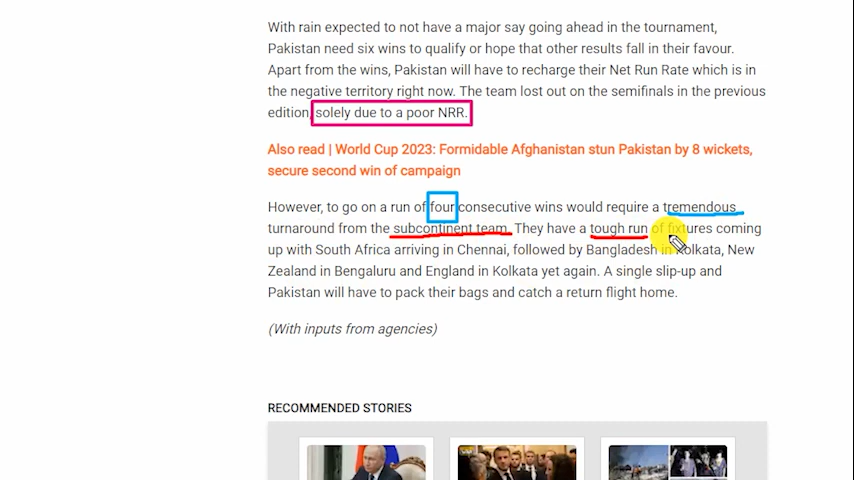 With rain expected to not have a major say going ahead in the tournament,
Pakistan need six wins to qualify or hope that other results fall in their favour.
Apart from the wins, Pakistan will have to recharge their Net Run Rate which is in
the negative territory right now. The team lost out on the semifinals in the previous
edition, solely due to a poor NRR.
Also read | World Cup 2023: Formidable Afghanistan stun Pakistan by 8 wickets,
secure second win of campaign
However, to go on a run of four consecutive wins would require a tremendous
turnaround from the subcontinent team. They have a tough run of fixtures coming
up with South Africa arriving in Chennai, followed by Bangladesh in Kolkata, New
Zealand in Bengaluru and England in Kolkata yet again. A single slip-up and
Pakistan will have to pack their bags and catch a return flight home.
(With inputs from agencies)
RECOMMENDED STORIES